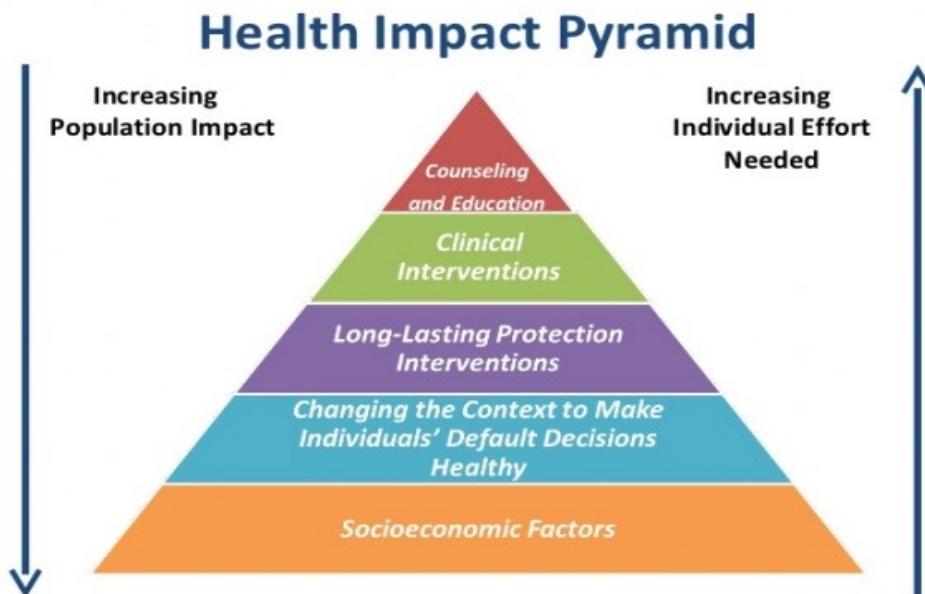 Health Impact Pyramid
Increasing
Population Impact
Increasing
Individual Effort
Needed
Counseling
and Education
Clinical
Interventions
Long-Lasting Protection
Interventions
Changing the Context to Make
Individuals’ Default Decisions
Healthy
Socioeconomic Factors